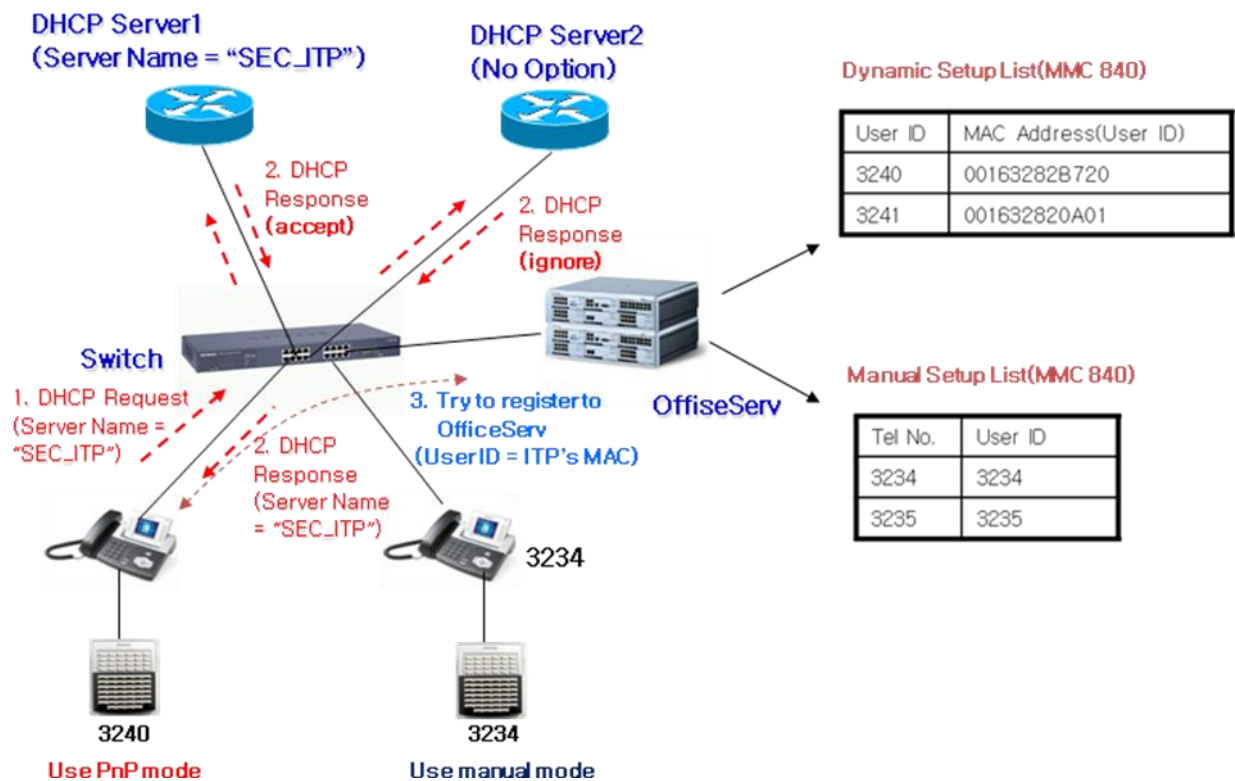 DHCP Server1
(Server Name = “SEC_ITP”)
DHCP Server2
(No Option)
2. DHCP
Response
(accept)
2. DHCP
Response
(ignore)
Switch
1. DHCP Request
(Server Name =
“SEC_ITP”)
2. DHCP
Response
(Server Name
= “SEC_ITP”)
3. Try to register to
OfficeServ
(UserID = ITP’s MAC)
OffiseServ
3234
3240
Use PnP mode
3234
Use manual mode
Dynamic Setup List(MMC 840)
User ID MAC Address(User ID)
3240 00163282B720
3241 001632820A01
Manual Setup List(MMC 840)
Tel No. User ID
3234 3234
3235 3235